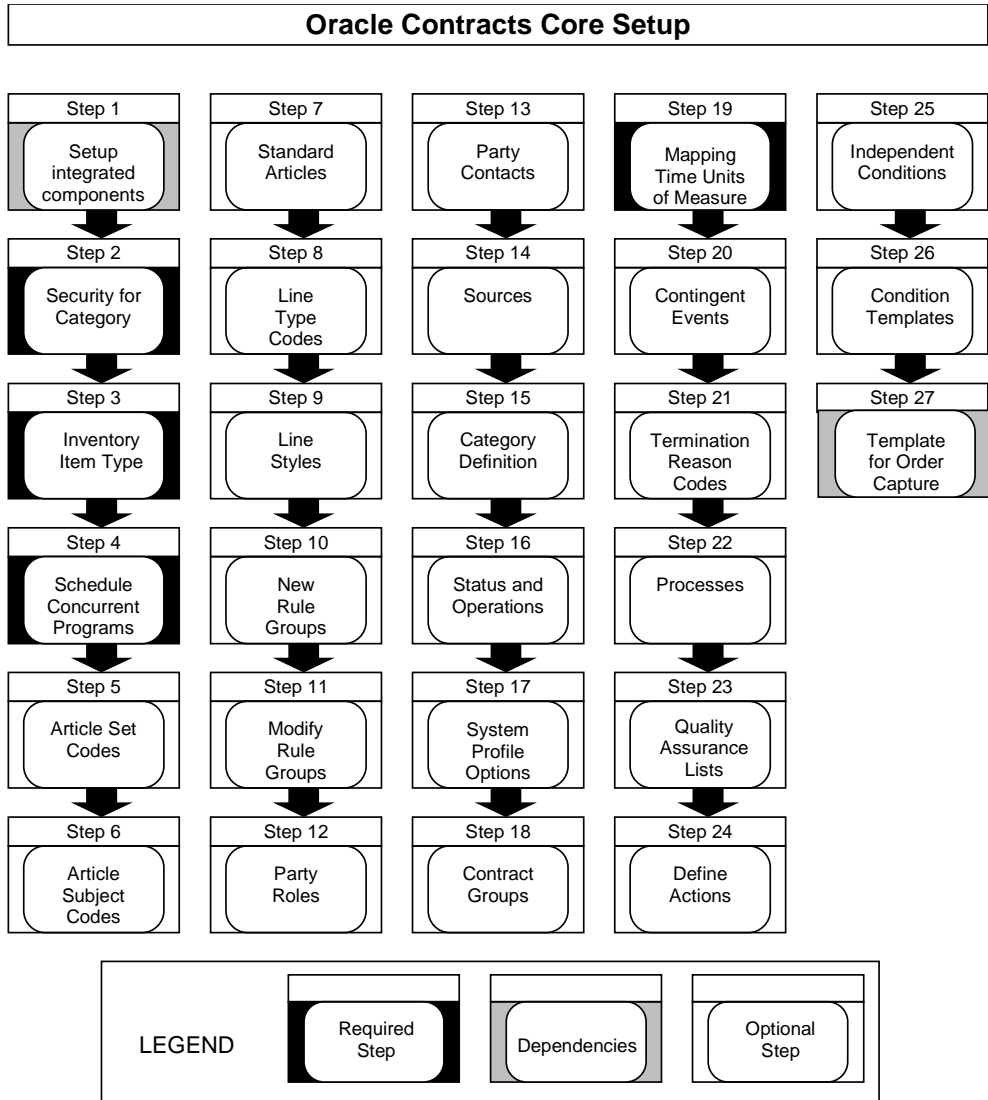 Oracle Contracts Core Setup
Step 1
Setup
integrated
components
Step 2
Security for
Category
Step 3
Inventory
Item Type
Step 4
Schedule
Concurrent
Programs
Step 5
Article Set
Codes
Step 6
Article
Subject
Codes
Step 7
Standard
Articles
Step 8
Line
Type
Codes
Step 9
Line
Styles
Step 10
New
Rule
Groups
Step 11
Modify
Rule
Groups
Step 12
Party
Roles
Step 13
Party
Contacts
Step 14
Sources
Step 15
Category
Definition
Step 16
Status and
Operations
Step 17
System
Profile
Options
Step 18
Contract
Groups
Step 19
Mapping
Time Units
of Measure
Step 20
Contingent
Events
Step 21
Termination
Reason
Codes
Step 22
Processes
Step 23
Quality
Assurance
Lists
Step 24
Define
Actions
Step 25
Independent
Conditions
Step 26
Condition
Templates
Step 27
Template
for Order
Capture
LEGEND
Required
Step
Dependencies
Optional
Step